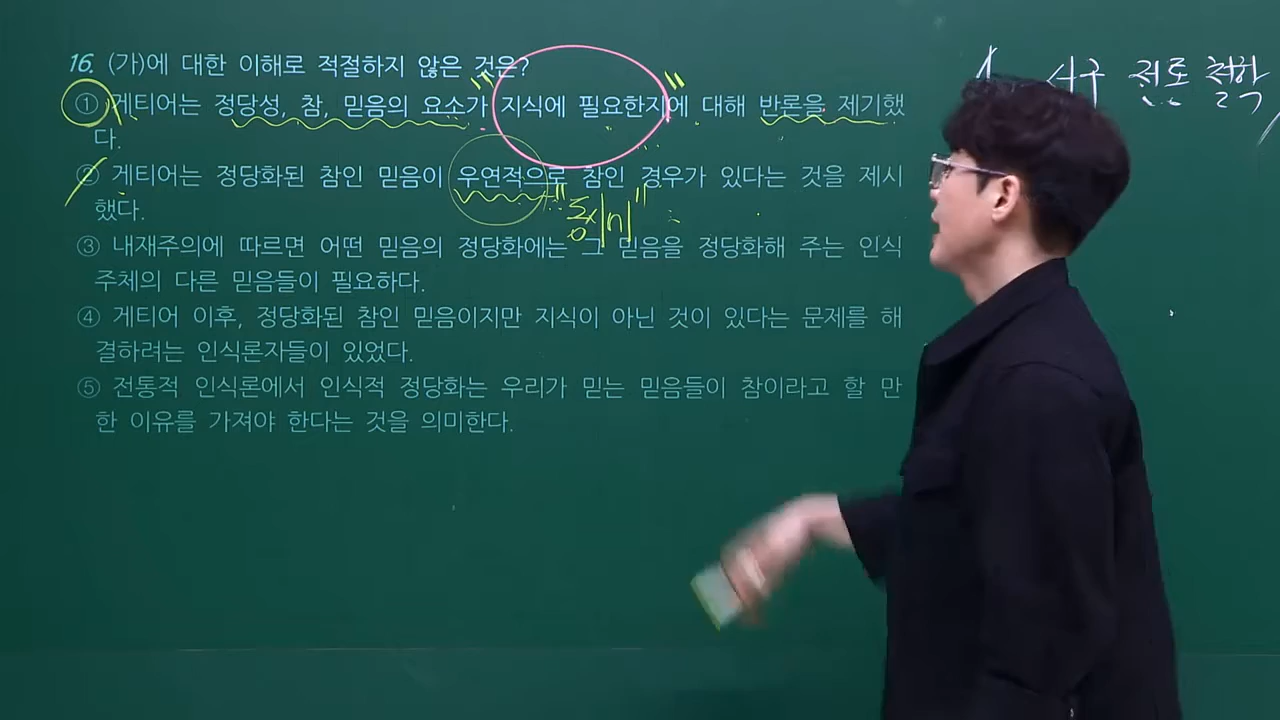 16. (가)에 대한 이해로 적절하지 않은 것은?
① 게티어는 정당성, 참, 믿음의 요소가 지식에 필요한지에 대해 반론을 제기했
다.
② 게티어는 정당화된 참인 믿음이 우연적으로 참인 경우가 있다는 것을 제시
했다.
③ 내재주의에 따르면 어떤 믿음의 정당화에는 그 믿음을 정당화해 주는 인식
주체의 다른 믿음들이 필요하다.
④ 게티어 이후, 정당화된 참인 믿음이지만 지식이 아닌 것이 있다는 문제를 해
결하려는 인식론자들이 있었다.
⑤ 전통적 인식론에서 인식적 정당화는 우리가 믿는 믿음들이 참이라고 할 만
한 이유를 가져야 한다는 것을 의미한다.
전통 철학